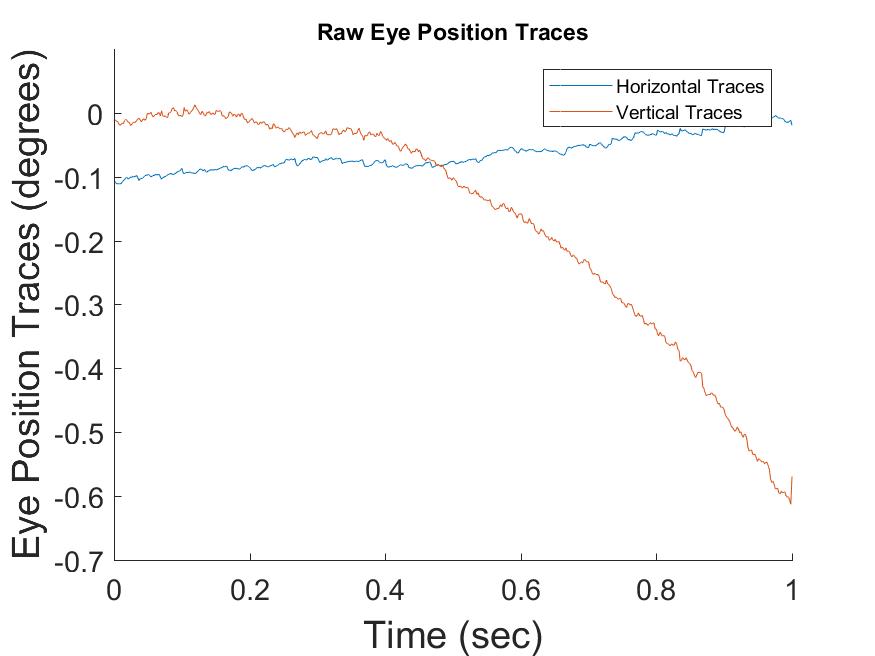 Raw Eye Position Traces
Horizontal Traces
Vertical Traces
Eye Position Traces (degrees)
0
-0.1
-0.2
-0.3
-0.4
-0.5
-0.6
-0.7
0 0.2 0.4 0.6 0.8 1
Time (sec)